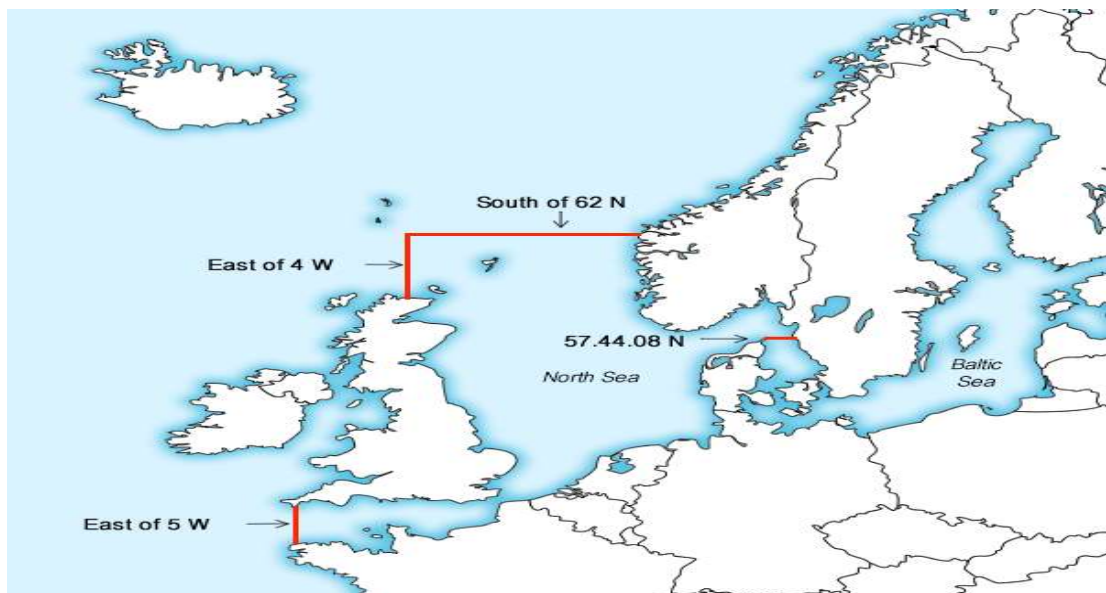 South of 62 N
East of 4 W
57.44.08 N
North Sea
Baltic
Sea
East of 5 W